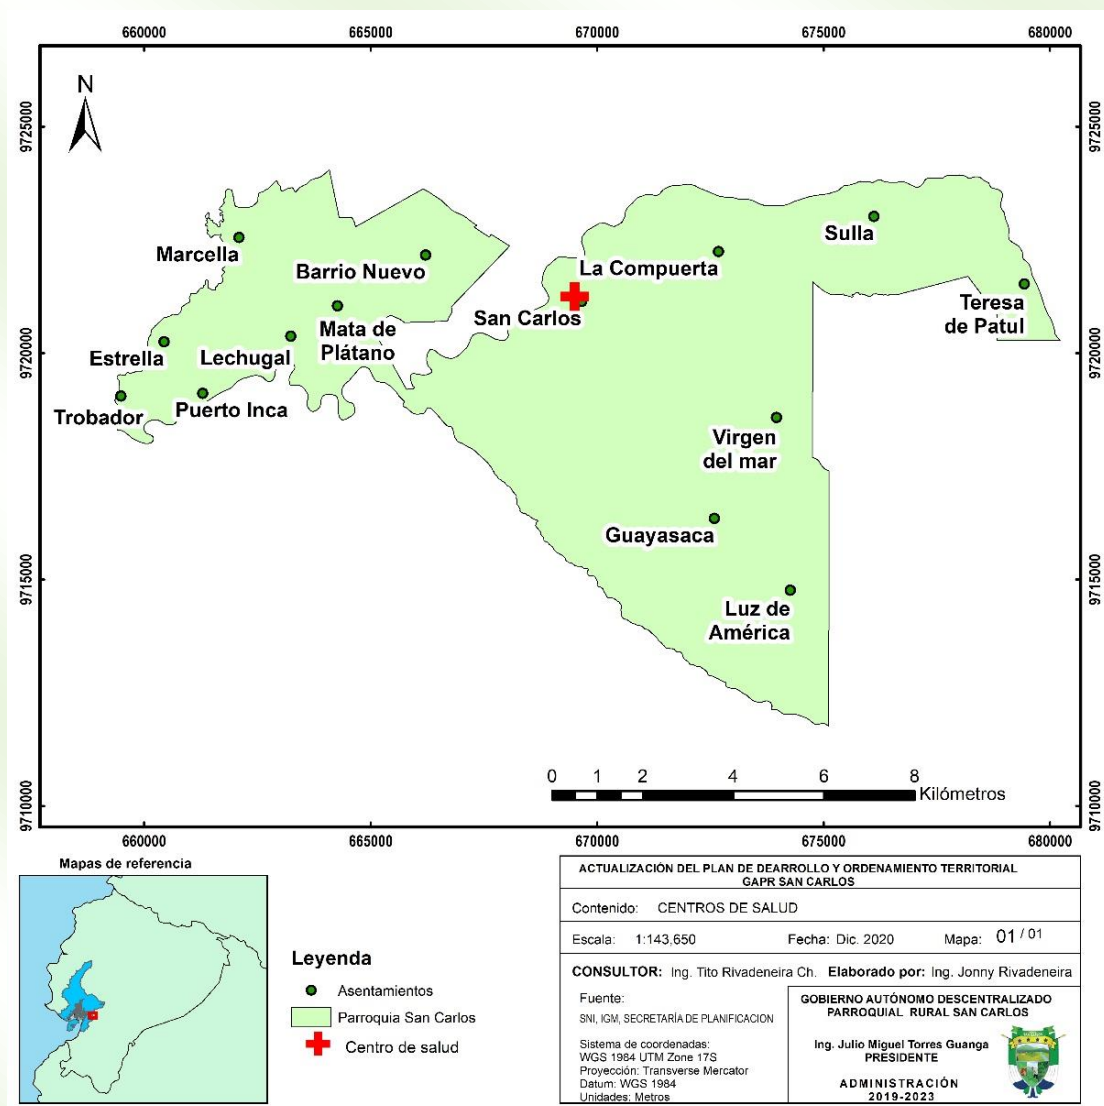 660000 665000 670000 675000 680000
N
9725000 9725000
Marcella
Barrio Nuevo
Sulla
La Compuerta
Teresa
de Patul
San Carlos
Mata de
Plátano
Estrella
Lechugal
9720000 9720000
Trobador
Puerto Inca
Virgen
del mar
Guayasaca
9715000 9715000
Luz de
América
0 1 2 4 6 8
Kilómetros
9710000 9710000
660000 665000 670000 675000 680000
Mapas de referencia
Leyenda
Asentamientos
Parroquia San Carlos
Centro de salud
ACTUALIZACIÓN DEL PLAN DE DEARROLLO Y ORDENAMIENTO TERRITORIAL
GAPR SAN CARLOS
Contenido: CENTROS DE SALUD
Escala: 1:143,650 Fecha: Dic. 2020 Mapa: 01 / 01
CONSULTOR: Ing. Tito Rivadeneira Ch. Elaborado por: Ing. Jonny Rivadeneira
Fuente:
SNI, IGM, SECRETARÍA DE PLANIFICACION
Sistema de coordenadas:
WGS 1984 UTM Zone 17S
Proyección: Transverse Mercator
Datum: WGS 1984
Unidades: Metros
GOBIERNO AUTÓNOMO DESCENTRALIZADO
PARROQUIAL RURAL SAN CARLOS
Ing. Julio Miguel Torres Guanga
PRESIDENTE
ADMINISTRACIÓN
2019-2023